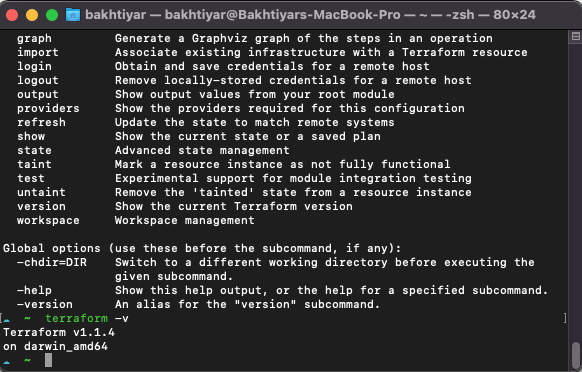 bakhtiyar — bakhtiyar@Bakhtiyars-MacBook-Pro — ~ — -zsh — 80×24
graph Generate a Graphviz graph of the steps in an operation
import Associate existing infrastructure with a Terraform resource
login Obtain and save credentials for a remote host
logout Remove locally-stored credentials for a remote host
output Show output values from your root module
providers Show the providers required for this configuration
refresh Update the state to match remote systems
show Show the current state or a saved plan
state Advanced state management
taint Mark a resource instance as not fully functional
test Experimental support for module integration testing
untaint Remove the 'tainted' state from a resource instance
version Show the current Terraform version
workspace Workspace management
Global options (use these before the subcommand, if any):
-chdir=DIR Switch to a different working directory before executing the
given subcommand.
-help Show this help output, or the help for a specified subcommand.
-version An alias for the "version" subcommand.
[☁ ~ terraform -v ]
Terraform v1.1.4
on darwin_amd64
☁ ~